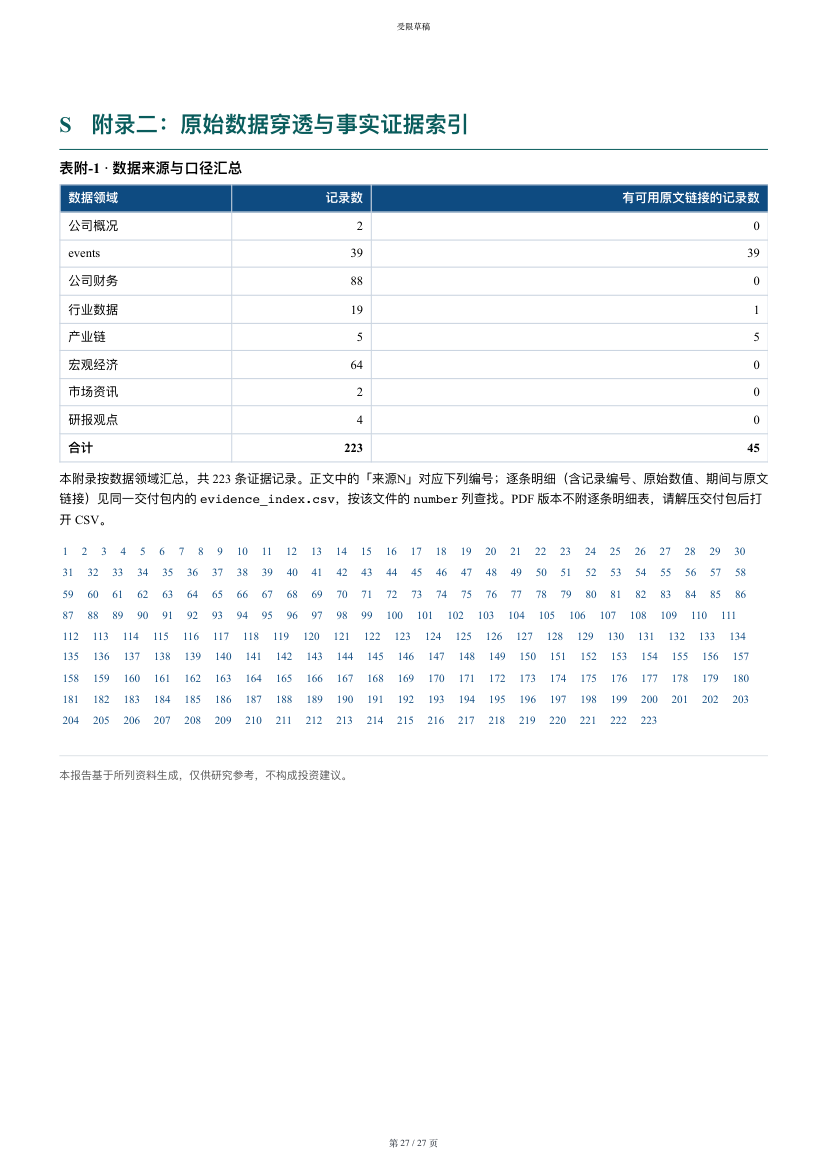 受限草稿
S 附录二：原始数据穿透与事实证据索引
表附-1 · 数据来源与口径汇总
数据领域 记录数 有可用原文链接的记录数
公司概况 2 0
events 39 39
公司财务 88 0
行业数据 19 1
产业链 5 5
宏观经济 64 0
市场资讯 2 0
研报观点 4 0
合计 223 45
本附录按数据领域汇总，共 223 条证据记录。正文中的「来源N」对应下列编号；逐条明细（含记录编号、原始数值、期间与原文
链接）见同一交付包内的 evidence_index.csv，按该文件的 number 列查找。PDF 版本不附逐条明细表，请解压交付包后打
开 CSV。
1 2 3 4 5 6 7 8 9 10 11 12 13 14 15 16 17 18 19 20 21 22 23 24 25 26 27 28 29 30
31 32 33 34 35 36 37 38 39 40 41 42 43 44 45 46 47 48 49 50 51 52 53 54 55 56 57 58
59 60 61 62 63 64 65 66 67 68 69 70 71 72 73 74 75 76 77 78 79 80 81 82 83 84 85 86
87 88 89 90 91 92 93 94 95 96 97 98 99 100 101 102 103 104 105 106 107 108 109 110 111
112 113 114 115 116 117 118 119 120 121 122 123 124 125 126 127 128 129 130 131 132 133 134
135 136 137 138 139 140 141 142 143 144 145 146 147 148 149 150 151 152 153 154 155 156 157
158 159 160 161 162 163 164 165 166 167 168 169 170 171 172 173 174 175 176 177 178 179 180
181 182 183 184 185 186 187 188 189 190 191 192 193 194 195 196 197 198 199 200 201 202 203
204 205 206 207 208 209 210 211 212 213 214 215 216 217 218 219 220 221 222 223
本报告基于所列资料生成，仅供研究参考，不构成投资建议。
第 27 / 27 页